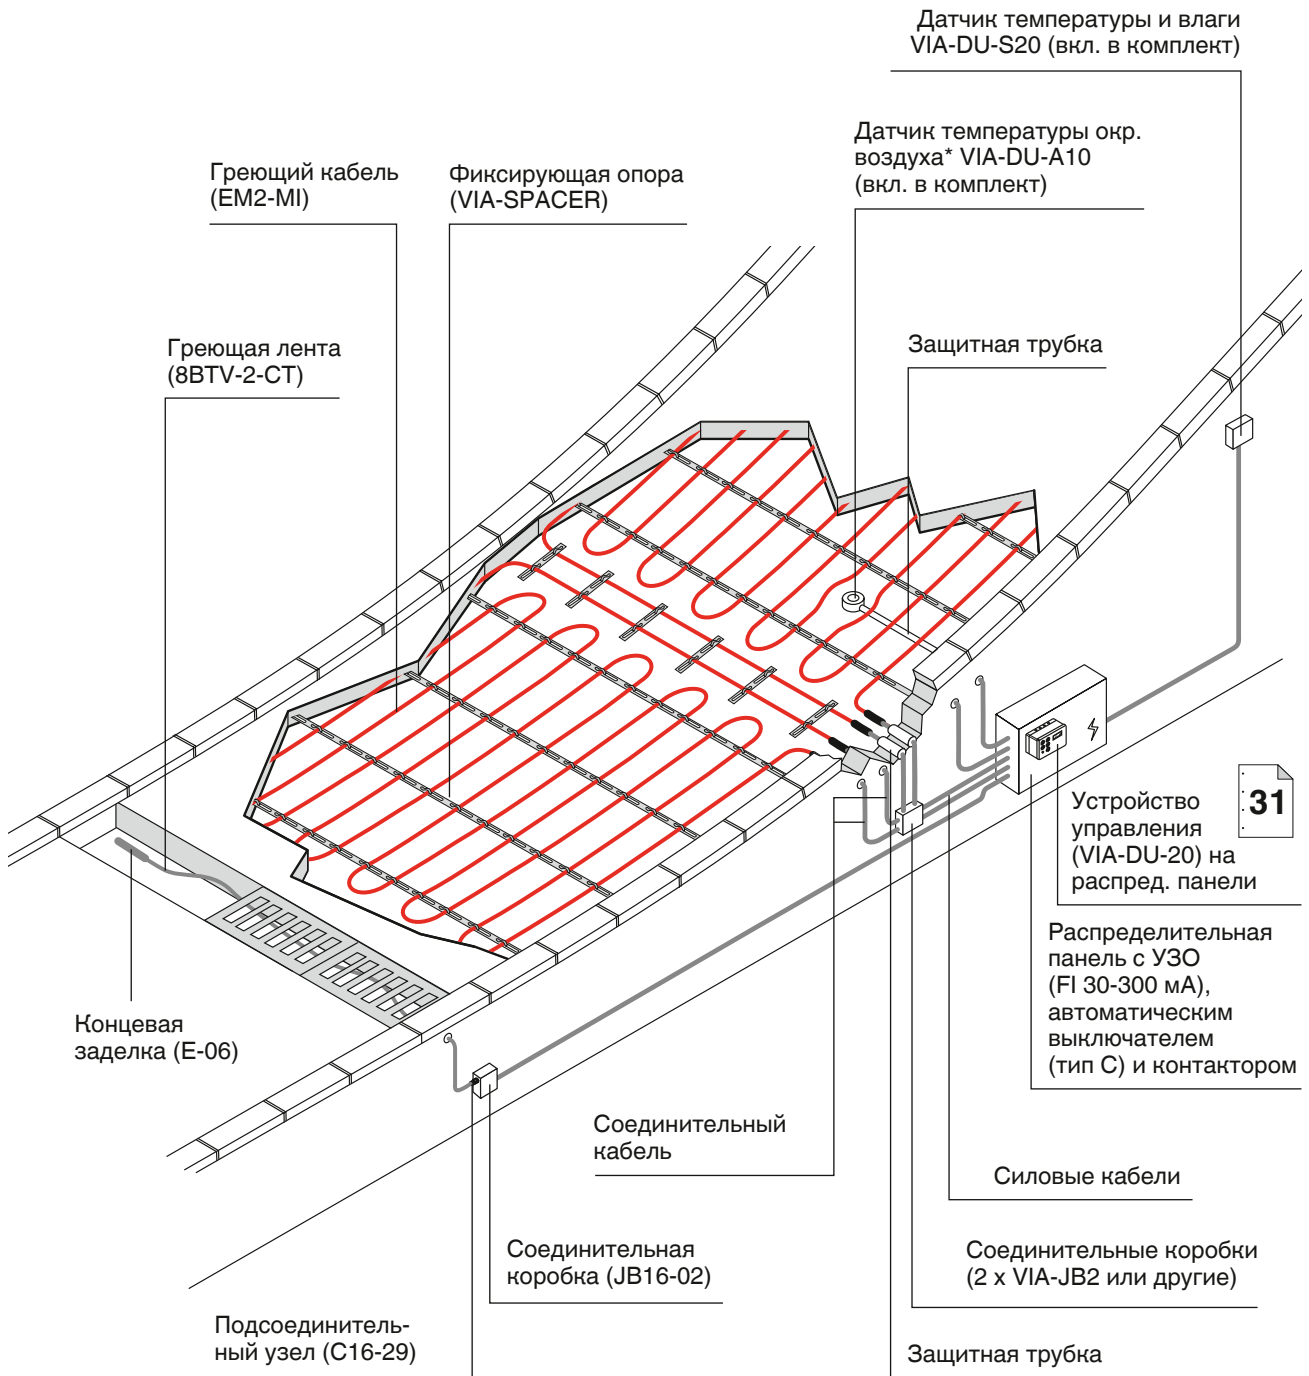 Датчик температуры и влаги
VIA-DU-S20 (вкл. в комплект)
Датчик температуры окр.
воздуха* VIA-DU-A10
(вкл. в комплект)
Греющий кабель
(EM2-MI)
Фиксирующая опора
(VIA-SPACER)
Греющая лента
(8BTV-2-CT)
Защитная трубка
Устройство
управления
(VIA-DU-20) на
распред. панели
31
Распределительная
панель с УЗО
(FI 30-300 мА),
автоматическим
выключателем
(тип C) и контактором
Концевая
заделка (E-06)
Соединительный
кабель
Силовые кабели
Соединительная
коробка (JB16-02)
Соединительные коробки
(2 x VIA-JB2 или другие)
Подсоединитель-
ный узел (C16-29)
Защитная трубка